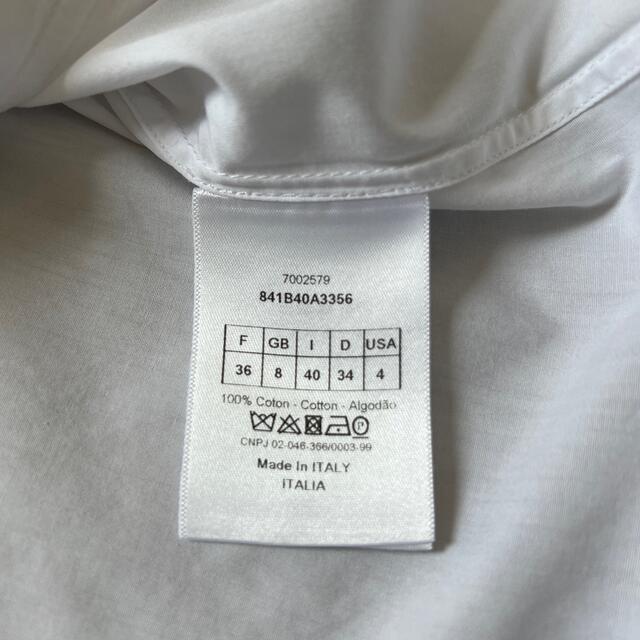 7002579
841B40A3356
F GB I D USA
36 8 40 34 4
100% Coton - Cotton - Algodão
CNPJ 02-046-366/0003-99
Made In ITALY
ITALIA